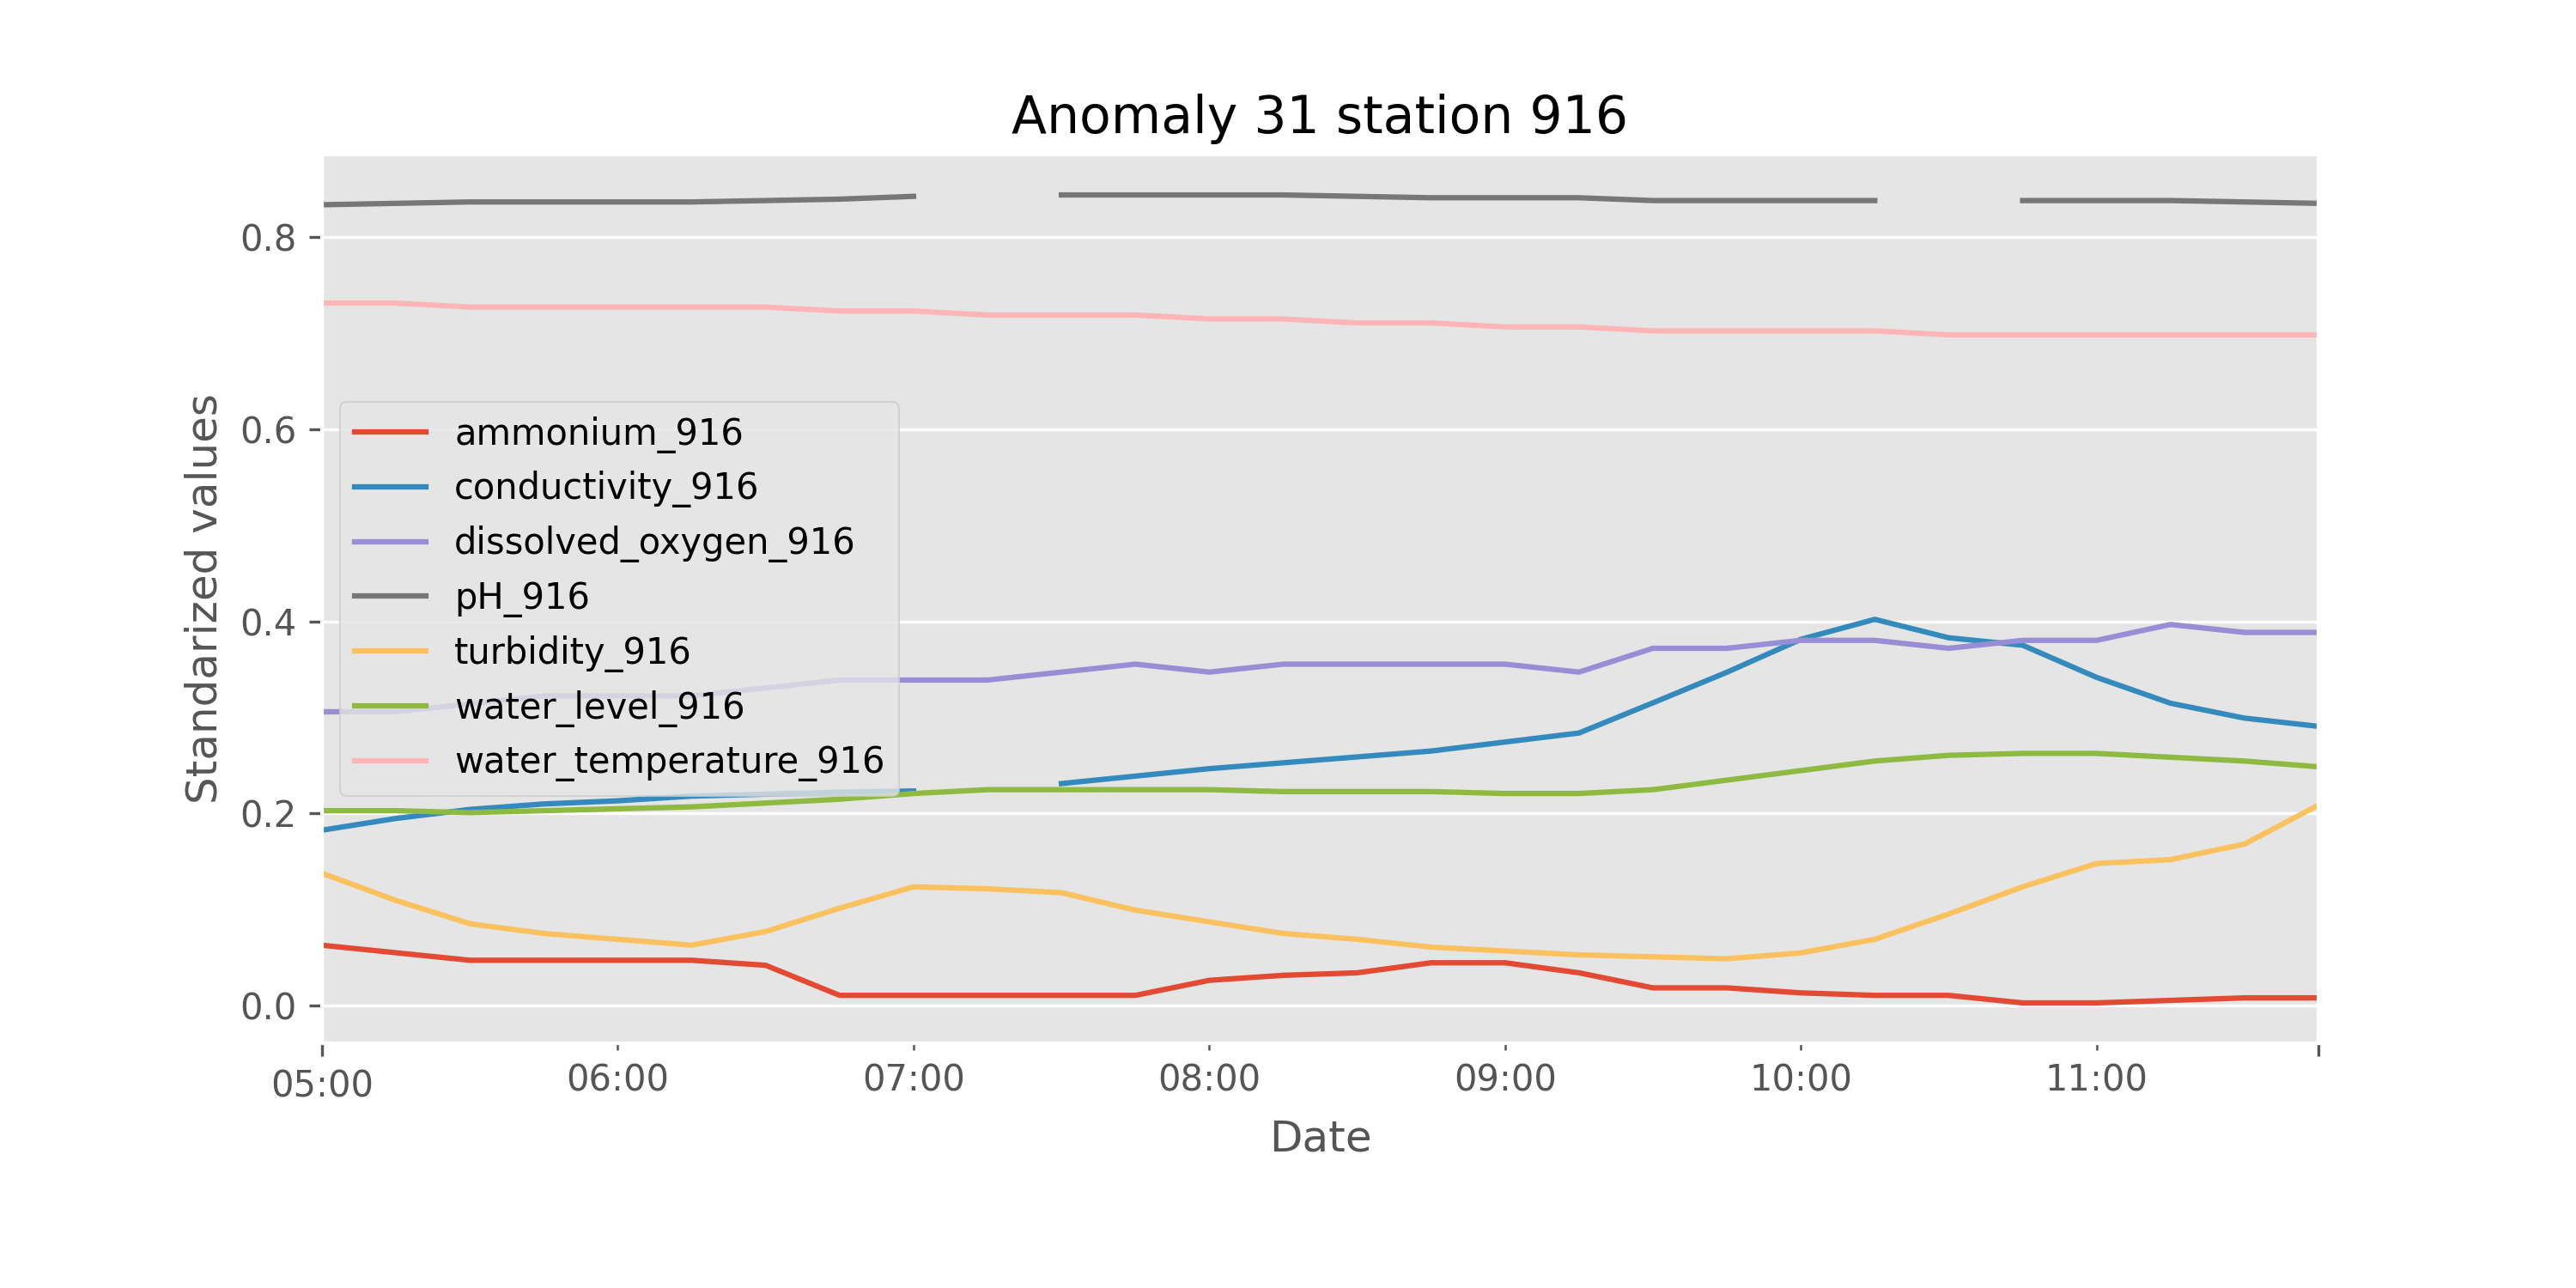 Anomaly 31 station 916
Standarized values
0.8
0.6
0.4
0.2
0.0
ammonium_916
conductivity_916
dissolved_oxygen_916
pH_916
turbidity_916
water_level_916
water_temperature_916
05:00 06:00 07:00 08:00 09:00 10:00 11:00
Date